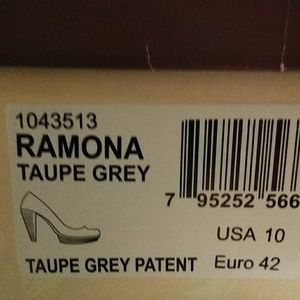 1043513
RAMONA
TAUPE GREY
7 95252 566
USA 10
TAUPE GREY PATENT Euro 42